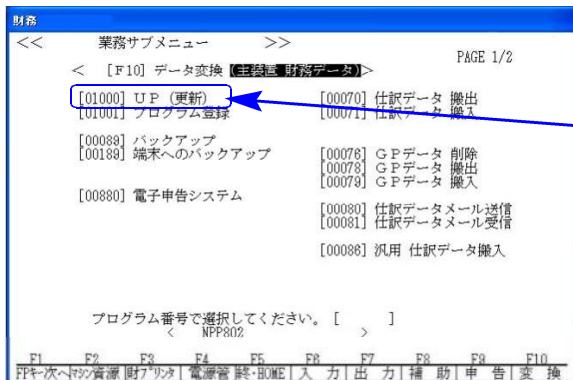 財務
<<　業務サブメニュー　>>
PAGE 1/2
< [F10] データ変換 (主装置 財務データ)>
[01000] UP (更新)　[00070] 仕訳データ 搬出
[01001] プログラム登録　[00071] 仕訳データ 搬入
[00089] バックアップ
[00189] 端末へのバックアップ　[00076] GPデータ 削除
[00078] GPデータ 搬出
[00079] GPデータ 搬入
[00880] 電子申告システム
[00080] 仕訳データメール送信
[00081] 仕訳データメール受信
[00086] 汎用 仕訳データ搬入
プログラム番号で選択してください。 [　]
< NPP802 >
F1 F2 F3 F4 F5 F6 F7 F8 F9 F10
FPキー次へ マシン資源 財プリンタ 電源管 終・HOME 入 力 出 力 補 助 申 告 変 換